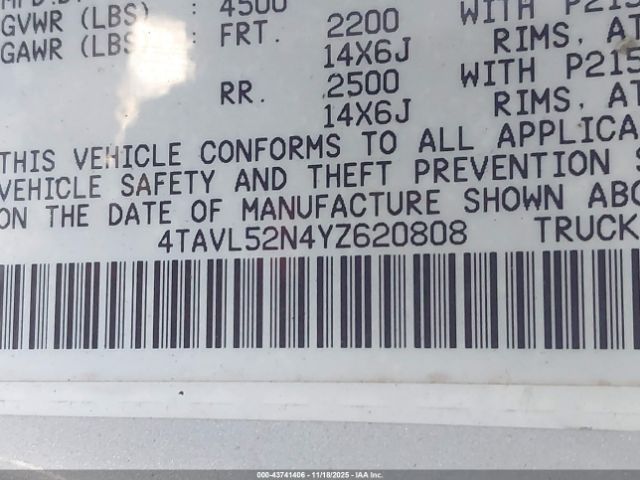 GVWR (LBS) : 4500 WITH P215
GAWR (LBS FRT. 2200 RIMS, AT
14X6J WITH P215
RR. 2500 RIMS, AT
14X6J
THIS VEHICLE CONFORMS TO ALL APPLICA
VEHICLE SAFETY AND THEFT PREVENTION S
ON THE DATE OF MANUFACTURE SHOWN ABO
4TAVL52N4YZ620808 TRUCK
000-43741406 - 11/18/2025 - IAA Inc.